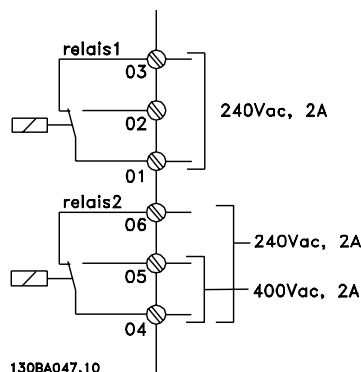 relais1
03
02
240Vac, 2A
01
relais2
06
240Vac, 2A
05
400Vac, 2A
04
130BA047.10